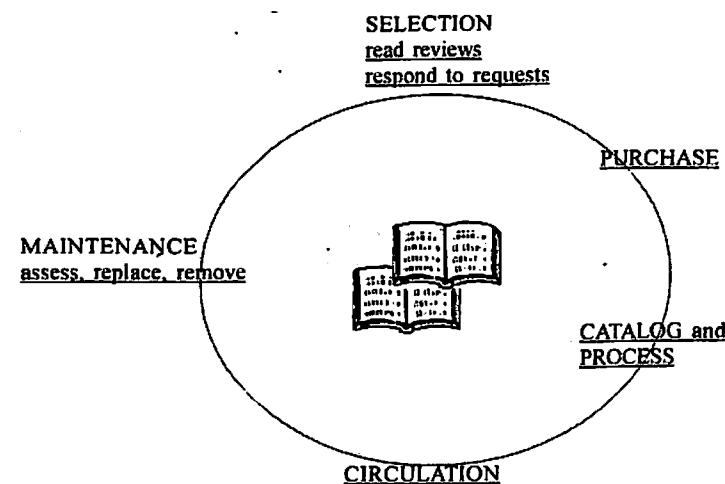 SELECTION
read reviews
respond to requests
PURCHASE
CATALOG and
PROCESS
CIRCULATION
MAINTENANCE
assess, replace, remove